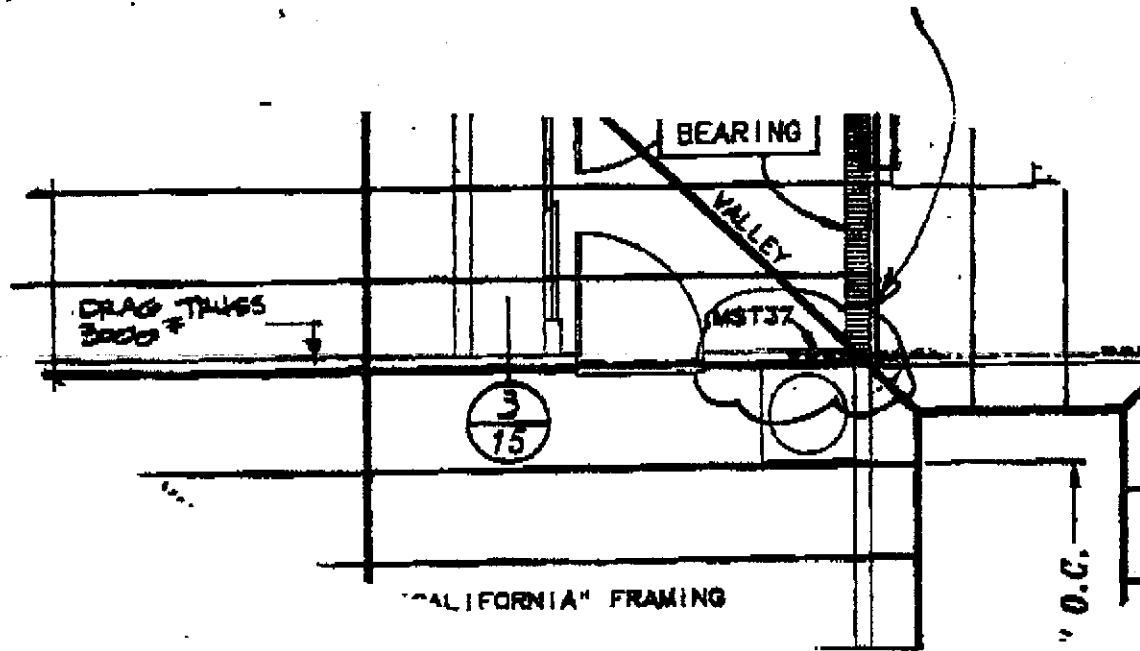 BEARING
VALLEY
DRAG TRUSS
3000 #
MST37
3
15
"CALIFORNIA" FRAMING
" O.C.